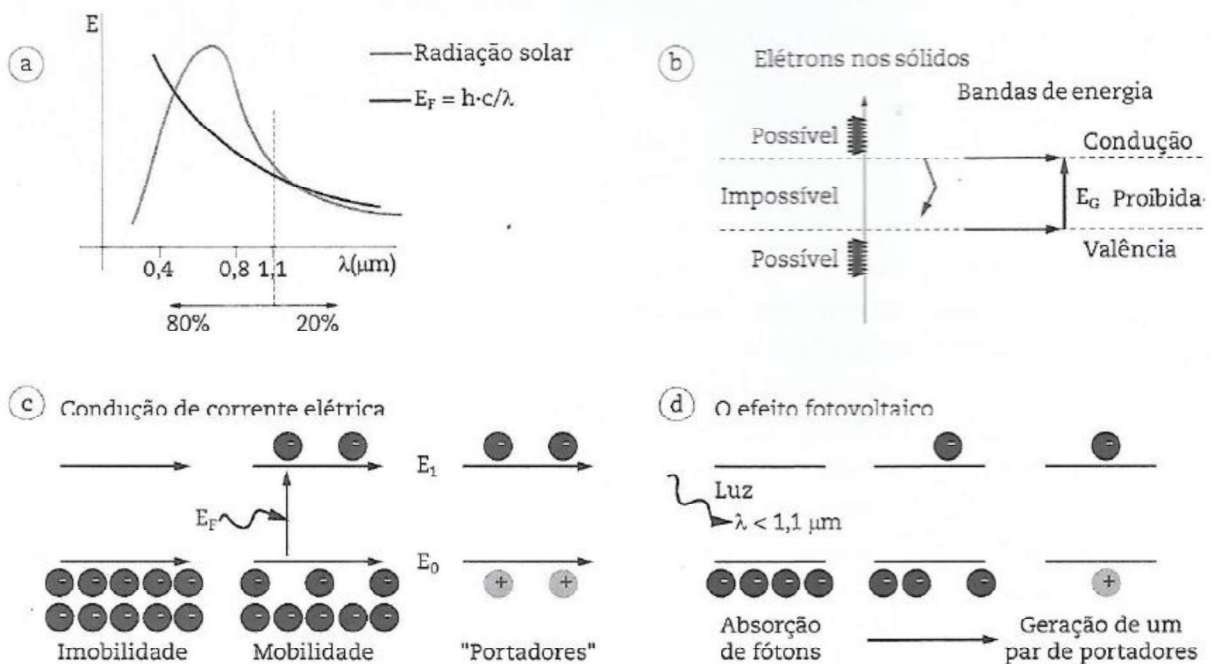 a
E
Radiação solar
E_F = h·c/λ
0,4
0,8
1,1
λ(μm)
80%
20%
b
Elétrons nos sólidos
Bandas de energia
Possível
Condução
Impossível
E_G Proibida
Possível
Valência
c
Condução de corrente elétrica
E_1
E_F
E_0
Imobilidade
Mobilidade
"Portadores"
d
O efeito fotovoltaico
Luz
λ < 1,1 μm
Absorção
de fótons
Geração de um
par de portadores